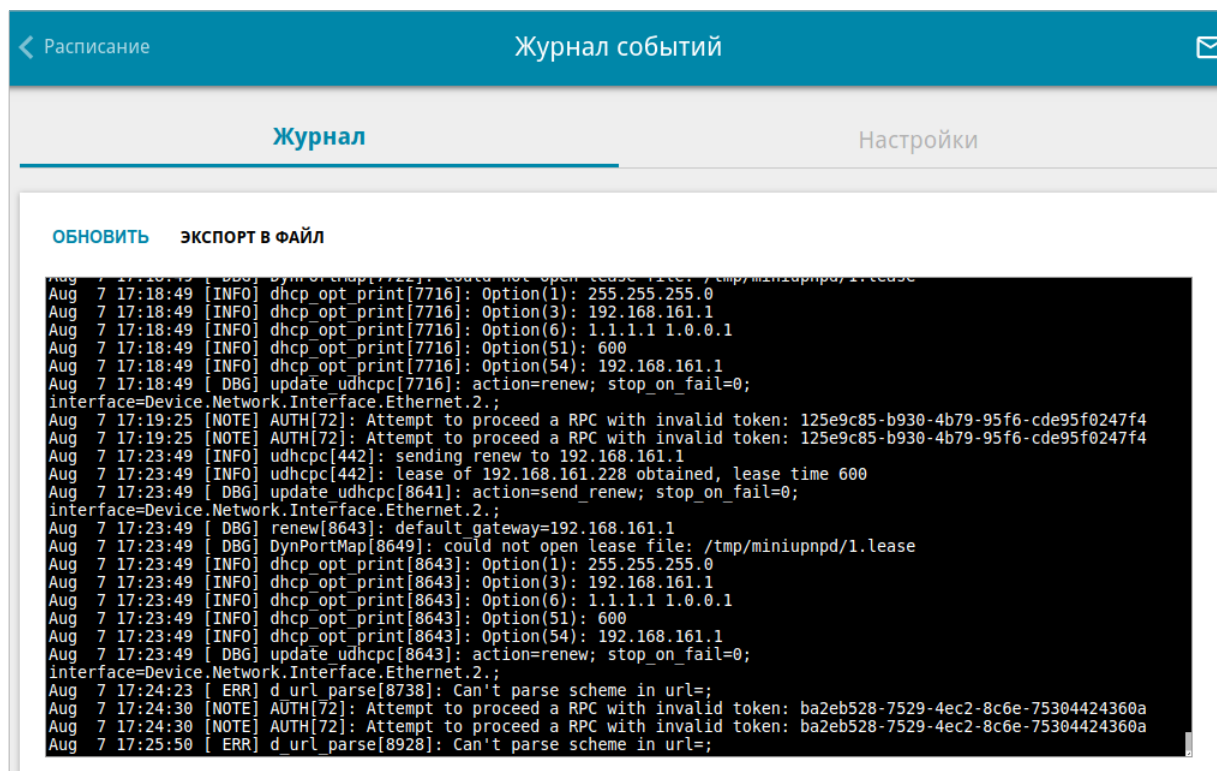 Расписание
Журнал событий
Журнал
Настройки
ОБНОВИТЬ ЭКСПОРТ В ФАЙЛ
Aug  7 17:18:49 [ DBG] DynPortMap[7722]: could not open lease file: /tmp/miniupnpd/1.lease
Aug  7 17:18:49 [INFO] dhcp_opt_print[7716]: Option(1): 255.255.255.0
Aug  7 17:18:49 [INFO] dhcp_opt_print[7716]: Option(3): 192.168.161.1
Aug  7 17:18:49 [INFO] dhcp_opt_print[7716]: Option(6): 1.1.1.1 1.0.0.1
Aug  7 17:18:49 [INFO] dhcp_opt_print[7716]: Option(51): 600
Aug  7 17:18:49 [INFO] dhcp_opt_print[7716]: Option(54): 192.168.161.1
Aug  7 17:18:49 [ DBG] update_udhcpc[7716]: action=renew; stop_on_fail=0;
interface=Device.Network.Interface.Ethernet.2.;
Aug  7 17:19:25 [NOTE] AUTH[72]: Attempt to proceed a RPC with invalid token: 125e9c85-b930-4b79-95f6-cde95f0247f4
Aug  7 17:19:25 [NOTE] AUTH[72]: Attempt to proceed a RPC with invalid token: 125e9c85-b930-4b79-95f6-cde95f0247f4
Aug  7 17:23:49 [INFO] udhcpc[442]: sending renew to 192.168.161.1
Aug  7 17:23:49 [INFO] udhcpc[442]: lease of 192.168.161.228 obtained, lease time 600
Aug  7 17:23:49 [ DBG] update_udhcpc[8641]: action=send_renew; stop_on_fail=0;
interface=Device.Network.Interface.Ethernet.2.;
Aug  7 17:23:49 [ DBG] renew[8643]: default_gateway=192.168.161.1
Aug  7 17:23:49 [ DBG] DynPortMap[8649]: could not open lease file: /tmp/miniupnpd/1.lease
Aug  7 17:23:49 [INFO] dhcp_opt_print[8643]: Option(1): 255.255.255.0
Aug  7 17:23:49 [INFO] dhcp_opt_print[8643]: Option(3): 192.168.161.1
Aug  7 17:23:49 [INFO] dhcp_opt_print[8643]: Option(6): 1.1.1.1 1.0.0.1
Aug  7 17:23:49 [INFO] dhcp_opt_print[8643]: Option(51): 600
Aug  7 17:23:49 [INFO] dhcp_opt_print[8643]: Option(54): 192.168.161.1
Aug  7 17:23:49 [ DBG] update_udhcpc[8643]: action=renew; stop_on_fail=0;
interface=Device.Network.Interface.Ethernet.2.;
Aug  7 17:24:23 [ ERR] d_url_parse[8738]: Can't parse scheme in url=;
Aug  7 17:24:30 [NOTE] AUTH[72]: Attempt to proceed a RPC with invalid token: ba2eb528-7529-4ec2-8c6e-75304424360a
Aug  7 17:24:30 [NOTE] AUTH[72]: Attempt to proceed a RPC with invalid token: ba2eb528-7529-4ec2-8c6e-75304424360a
Aug  7 17:25:50 [ ERR] d_url_parse[8928]: Can't parse scheme in url=;